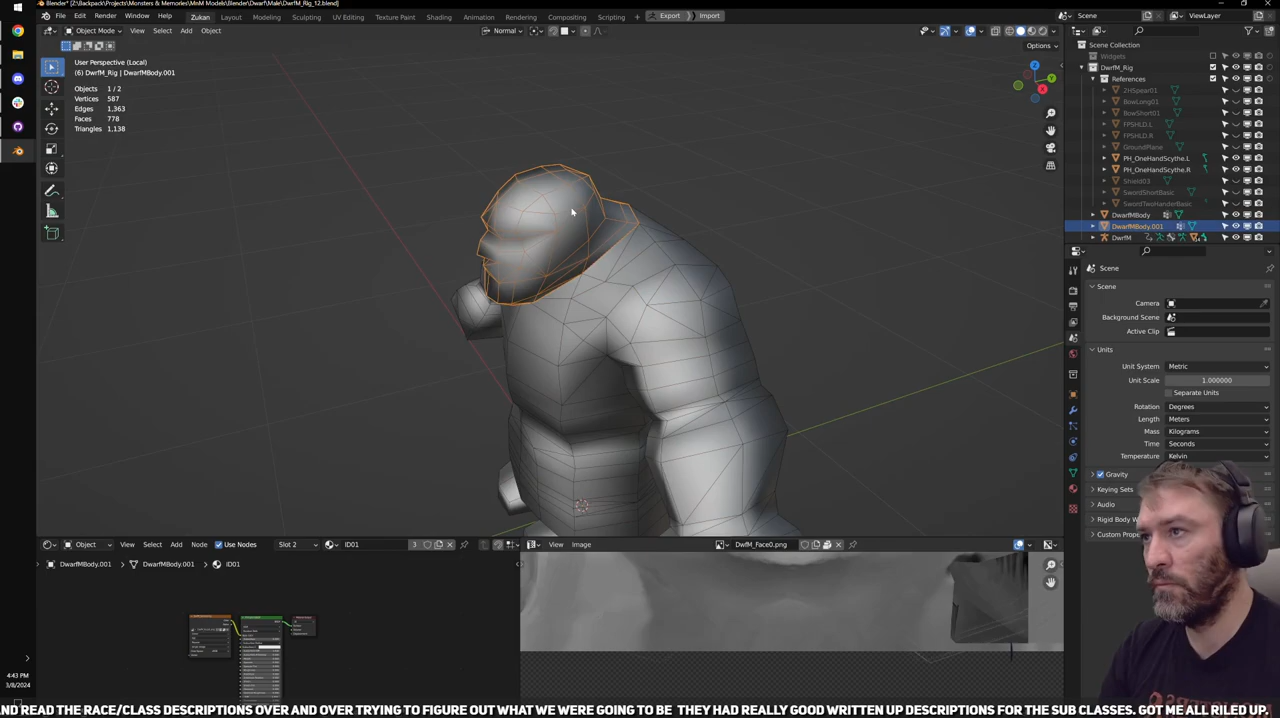 Blender* [Z:\Backpack\Projects\Monsters & Memories\MnM Models\Dwarf\Male\DwrfM_Rig_12.blend]
File Edit Render Window Help Zukan Layout Modeling Sculpting UV Editing Texture Paint Shading Animation Rendering Compositing Scripting Export Import Scene ViewLayer
Object Mode View Select Add Object Normal
Options
User Perspective (Local)
(6) DwrfM_Rig | DwarfMBody.001
Objects 1 / 2
Vertices 587
Edges 1,363
Faces 778
Triangles 1,138
Z
Y
X
Scene Collection
Widgets
DwrfM_Rig
References
2HSpear01
BowLong01
BowShort01
FPSHLD.L
FPSHLD.R
GroundPlane
PH_OneHandScythe.L
PH_OneHandScythe.R
Shield03
SwordShortBasic
SwordTwoHanderBasic
DwarfMBody
DwarfMBody.001
DwrfM
Scene
Scene
Camera
Background Scene
Active Clip
Units
Unit System Metric
Unit Scale 1.000000
Separate Units
Rotation Degrees
Length Meters
Mass Kilograms
Time Seconds
Temperature Kelvin
Gravity
Keying Sets
Audio
Rigid Body W
Custom Prope
Object View Select Add Node Use Nodes Slot 2 ID01 3
DwarfMBody.001 DwarfMBody.001 ID01
View Image DwlM_Face0.png
4:43 PM
3/8/2024
AND READ THE RACE/CLASS DESCRIPTIONS OVER AND OVER TRYING TO FIGURE OUT WHAT WE WERE GOING TO BE THEY HAD REALLY GOOD WRITTEN UP DESCRIPTIONS FOR THE SUB CLASSES. GOT ME ALL RILED UP.